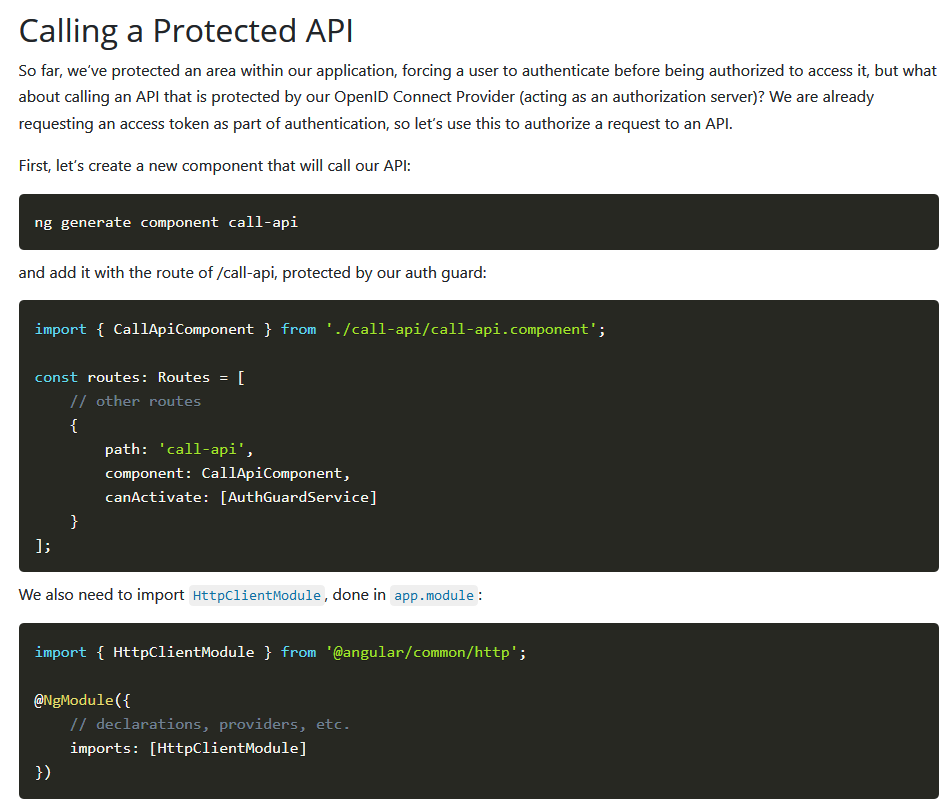 Calling a Protected API
So far, we’ve protected an area within our application, forcing a user to authenticate before being authorized to access it, but what
about calling an API that is protected by our OpenID Connect Provider (acting as an authorization server)? We are already
requesting an access token as part of authentication, so let’s use this to authorize a request to an API.
First, let’s create a new component that will call our API:
ng generate component call-api
and add it with the route of /call-api, protected by our auth guard:
import { CallApiComponent } from './call-api/call-api.component';
const routes: Routes = [
    // other routes
    {
        path: 'call-api',
        component: CallApiComponent,
        canActivate: [AuthGuardService]
    }
];
We also need to import HttpClientModule, done in app.module:
import { HttpClientModule } from '@angular/common/http';
@NgModule({
    // declarations, providers, etc.
    imports: [HttpClientModule]
})